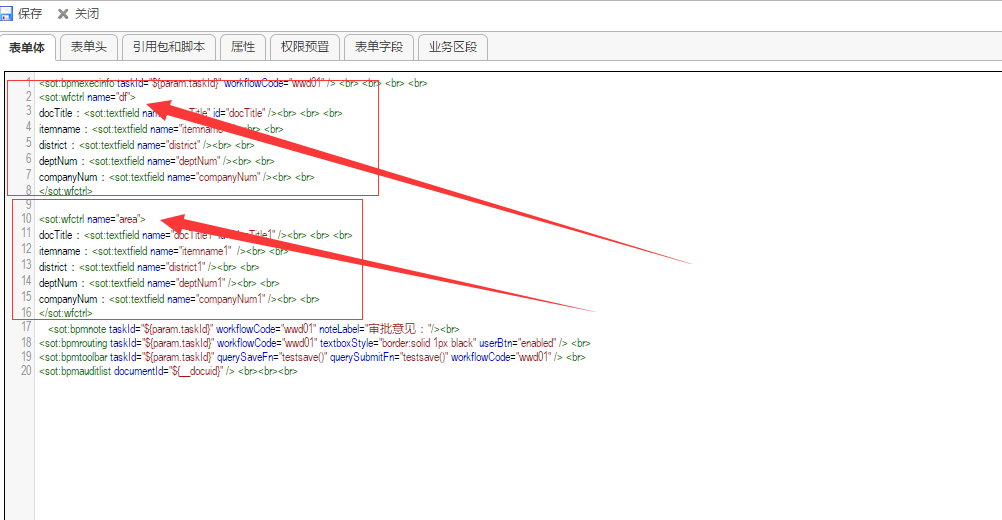 保存 关闭
表单体 表单头 引用包和脚本 属性 权限预置 表单字段 业务区段
1 <sot:bpmexecinfo taskId="${param.taskId}" workflowCode="wwd01" /> <br> <br> <br> <br>
2 <sot:wfctrl name="df">
3 docTitle : <sot:textfield name= Title" id="docTitle" /><br> <br> <br>
4 itemname : <sot:textfield name="itemname <br>
5 district : <sot:textfield name="district" /><br> <br>
6 deptNum : <sot:textfield name="deptNum" /><br> <br>
7 companyNum : <sot:textfield name="companyNum" /><br> <br>
8 </sot:wfctrl>
9
10 <sot:wfctrl name="area">
11 docTitle : <sot:textfield name="docTitle1" Title1" /><br> <br> <br>
12 itemname : <sot:textfield name="itemname1" /><br> <br>
13 district : <sot:textfield name="district1" /><br> <br>
14 deptNum : <sot:textfield name="deptNum1" /><br> <br>
15 companyNum : <sot:textfield name="companyNum1" /><br> <br>
16 </sot:wfctrl>
17 <sot:bpmnote taskId="${param.taskId}" workflowCode="wwd01" noteLabel="审批意见："/><br>
18 <sot:bpmrouting taskId="${param.taskId}" workflowCode="wwd01" textboxStyle="border:solid 1px black" userBtn="enabled" /> <br>
19 <sot:bpmtoolbar taskId="${param.taskId}" querySaveFn="testsave()" querySubmitFn="testsave()" workflowCode="wwd01" /> <br>
20 <sot:bpmauditlist documentId="${__docuid}" /> <br><br><br>